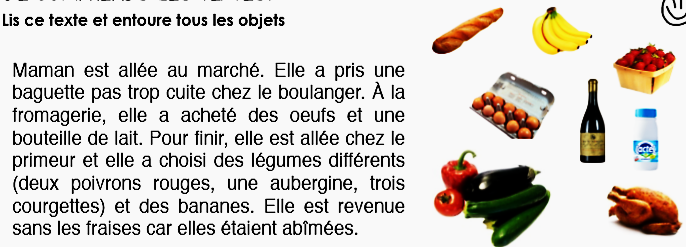 Lis ce texte et entoure tous les objets
Maman est allée au marché. Elle a pris une
baguette pas trop cuite chez le boulanger. À la
fromagerie, elle a acheté des oeufs et une
bouteille de lait. Pour finir, elle est allée chez le
primeur et elle a choisi des légumes différents
(deux poivrons rouges, une aubergine, trois
courgettes) et des bananes. Elle est revenue
sans les fraises car elles étaient abîmées.